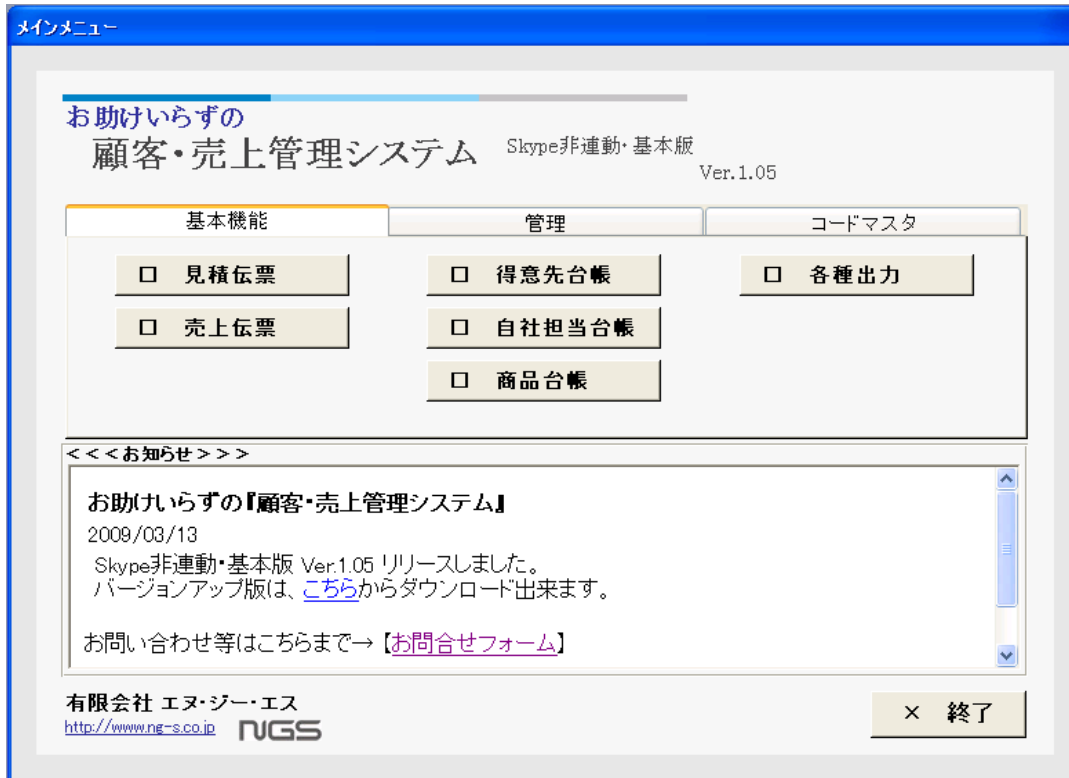 メインメニュー
お助けいらずの
顧客・売上管理システム Skype非連動・基本版
Ver.1.05
基本機能 管理 コードマスタ
□ 見積伝票 □ 得意先台帳 □ 各種出力
□ 売上伝票 □ 自社担当台帳
□ 商品台帳
<<<お知らせ>>>
お助けいらずの『顧客・売上管理システム』
2009/03/13
Skype非連動・基本版 Ver.1.05 リリースしました。
バージョンアップ版は、こちらからダウンロード出来ます。
お問い合わせ等はこちらまで→【お問合せフォーム】
有限会社 エヌ・ジー・エス
http://www.ng-s.co.jp NGS
× 終了